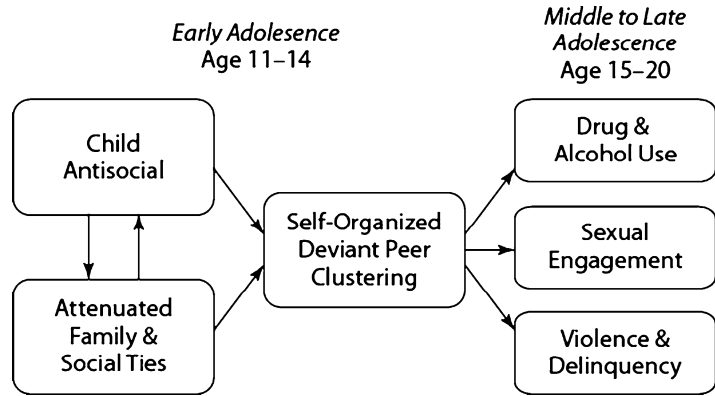 Early Adolesence
Age 11–14
Middle to Late
Adolescence
Age 15–20
Child
Antisocial
Attenuated
Family &
Social Ties
Self-Organized
Deviant Peer
Clustering
Drug &
Alcohol Use
Sexual
Engagement
Violence &
Delinquency